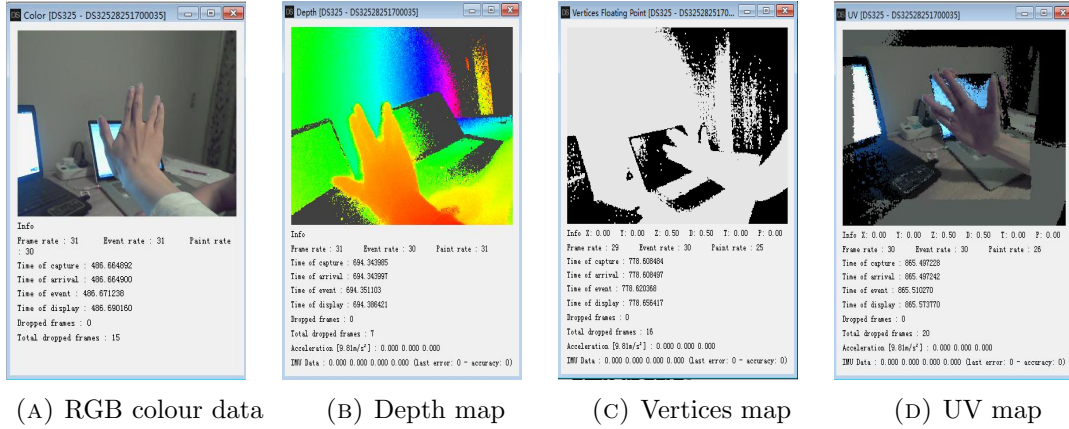 Color [DS325 - DS32528251700035]
Info
Frame rate : 31 Event rate : 31 Paint rate
: 30
Time of capture : 486.664892
Time of arrival : 486.664900
Time of event : 486.671238
Time of display : 486.690160
Dropped frames : 0
Total dropped frames : 15
(A) RGB colour data
Depth [DS325 - DS32528251700035]
Info
Frame rate : 31 Event rate : 30 Paint rate : 31
Time of capture : 694.343985
Time of arrival : 694.343997
Time of event : 694.351103
Time of display : 694.386421
Dropped frames : 0
Total dropped frames : 7
Acceleration [9.81m/s²] : 0.000 0.000 0.000
IMU Data : 0.000 0.000 0.000 0.000 (last error: 0 - accuracy: 0)
(B) Depth map
Vertices Floating Point [DS325 - DS3252825170...
Info X: 0.00 Y: 0.00 Z: 0.50 D: 0.50 T: 0.00 P: 0.00
Frame rate : 29 Event rate : 30 Paint rate : 25
Time of capture : 778.608484
Time of arrival : 778.608497
Time of event : 778.620368
Time of display : 778.656417
Dropped frames : 0
Total dropped frames : 16
Acceleration [9.81m/s²] : 0.000 0.000 0.000
IMU Data : 0.000 0.000 0.000 0.000 (last error: 0 - accuracy: 0)
(C) Vertices map
UV [DS325 - DS32528251700035]
Info X: 0.00 Y: 0.00 Z: 0.50 D: 0.50 T: 0.00 P: 0.00
Frame rate : 30 Event rate : 30 Paint rate : 26
Time of capture : 865.497228
Time of arrival : 865.497242
Time of event : 865.510270
Time of display : 865.573770
Dropped frames : 0
Total dropped frames : 20
Acceleration [9.81m/s²] : 0.000 0.000 0.000
IMU Data : 0.000 0.000 0.000 0.000 (last error: 0 - accuracy: 0)
(D) UV map